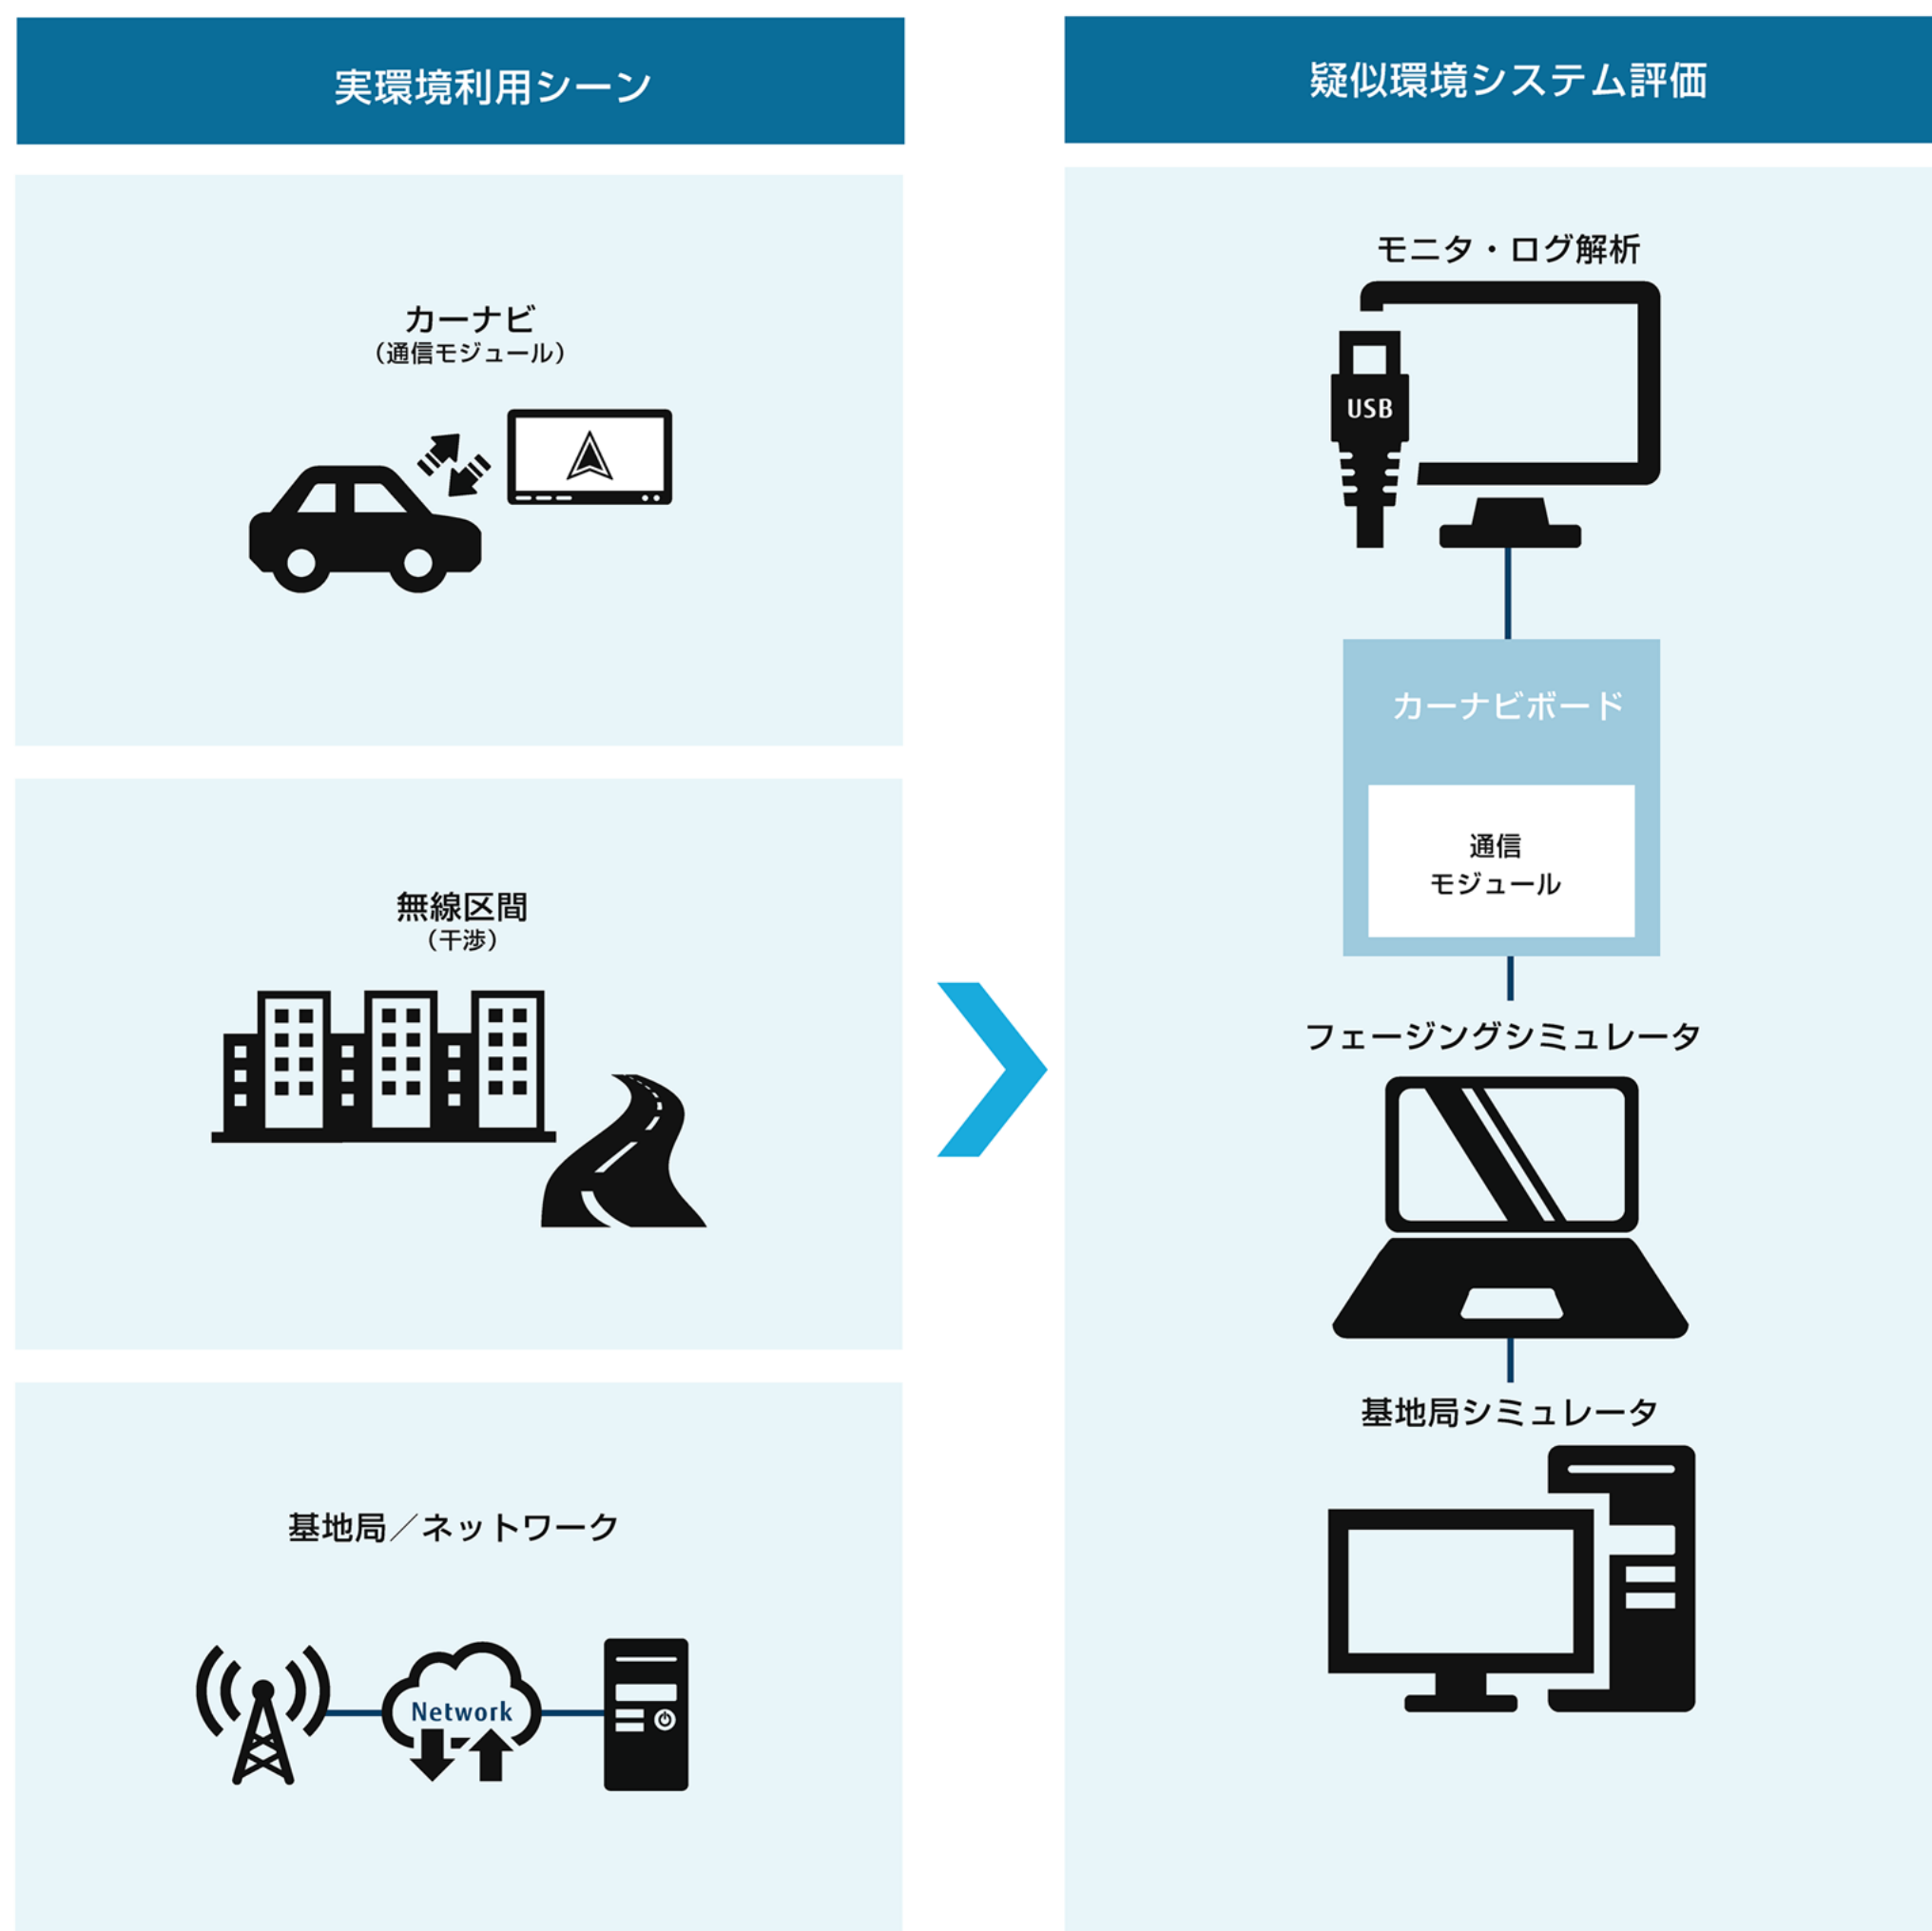 実環境利用シーン
カーナビ
（通信モジュール）
無線区間
（干渉）
基地局／ネットワーク
Network
疑似環境システム評価
モニタ・ログ解析
USB
カーナビボード
通信
モジュール
フェージングシミュレータ
基地局シミュレータ